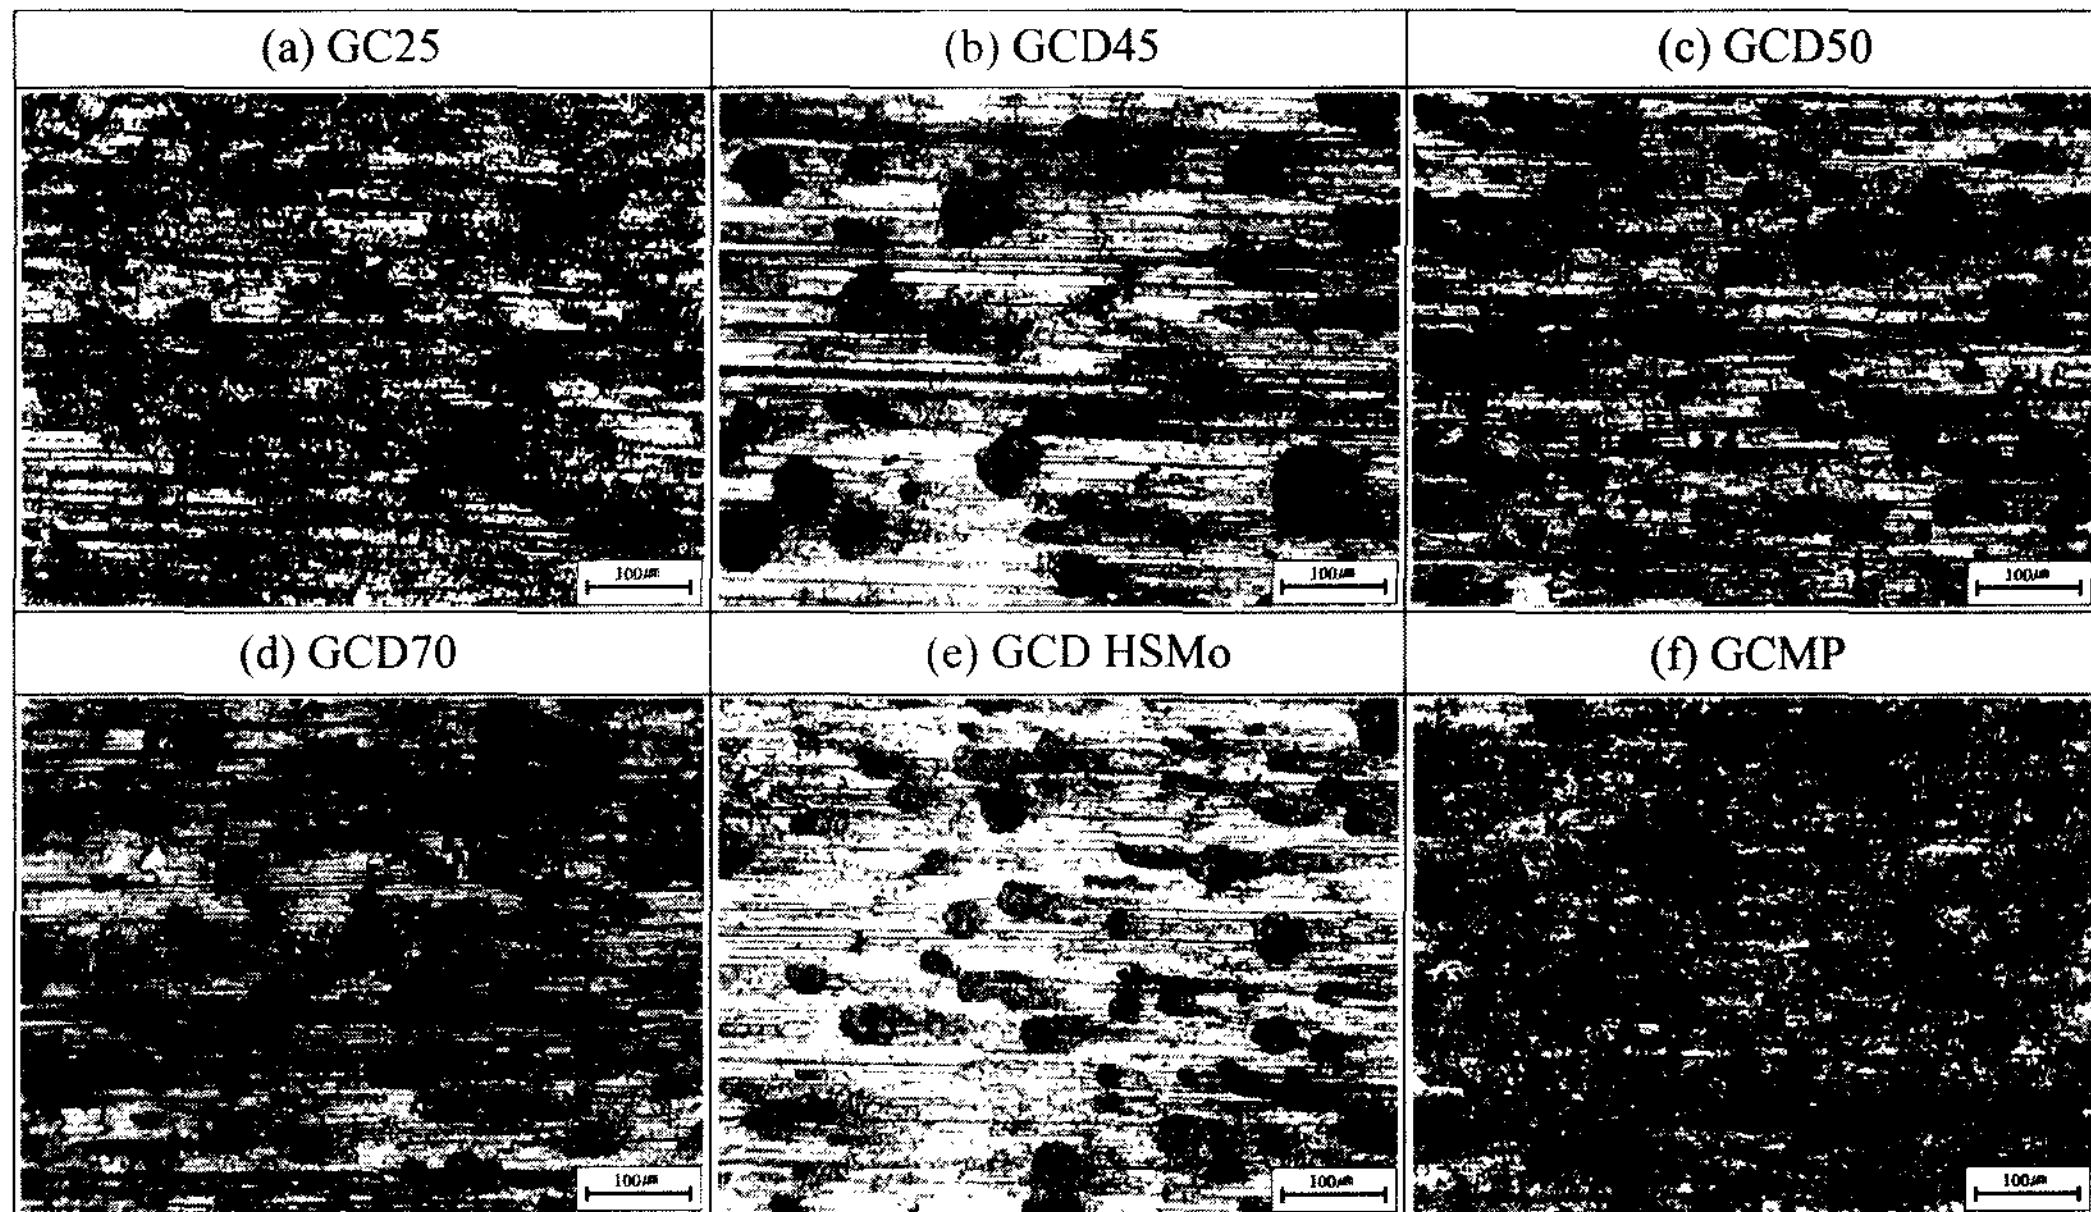 (a) GC25
(b) GCD45
(c) GCD50
100㎛
100㎛
100㎛
(d) GCD70
(e) GCD HSMo
(f) GCMP
100㎛
100㎛
100㎛